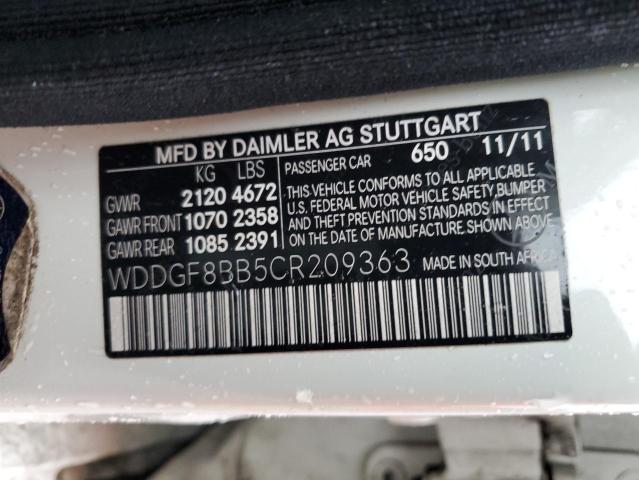 MFD BY DAIMLER AG STUTTGART
KG LBS PASSENGER CAR 650 11/11
GVWR 2120 4672
GAWR FRONT 1070 2358
GAWR REAR 1085 2391
THIS VEHICLE CONFORMS TO ALL APPLICABLE
U.S. FEDERAL MOTOR VEHICLE SAFETY, BUMPER
AND THEFT PREVENTION STANDARDS IN EFFECT
ON THE DATE OF MANUFACTURE SHOWN ABOVE.
WDDGF8BB5CR209363 MADE IN SOUTH AFRICA